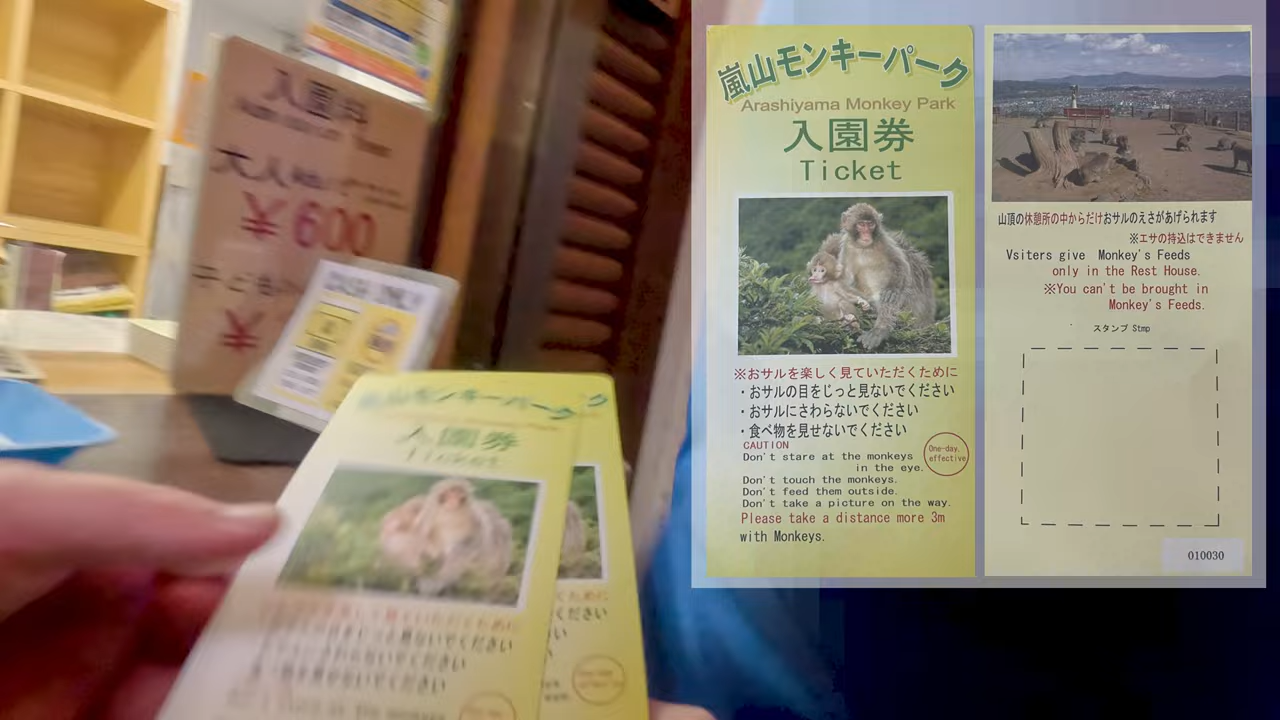 入園料
大人
￥600
子ども
￥
CASH ONLY
嵐山モンキーパーク
入園券
Ticket
嵐山モンキーパーク
Arashiyama Monkey Park
入園券
Ticket
※おサルを楽しく見ていただくために
・おサルの目をじっと見ないでください
・おサルにさわらないでください
・食べ物を見せないでください
CAUTION
Don't stare at the monkeys
in the eye.
Don't touch the monkeys.
Don't feed them outside.
Don't take a picture on the way.
Please take a distance more 3m
with Monkeys.
One-day.
effective
山頂の休憩所の中からだけおサルのえさがあげられます
※エサの持込はできません
Vsiters give Monkey's Feeds
only in the Rest House.
※You can't be brought in
Monkey's Feeds.
スタンプ Stmp
010030